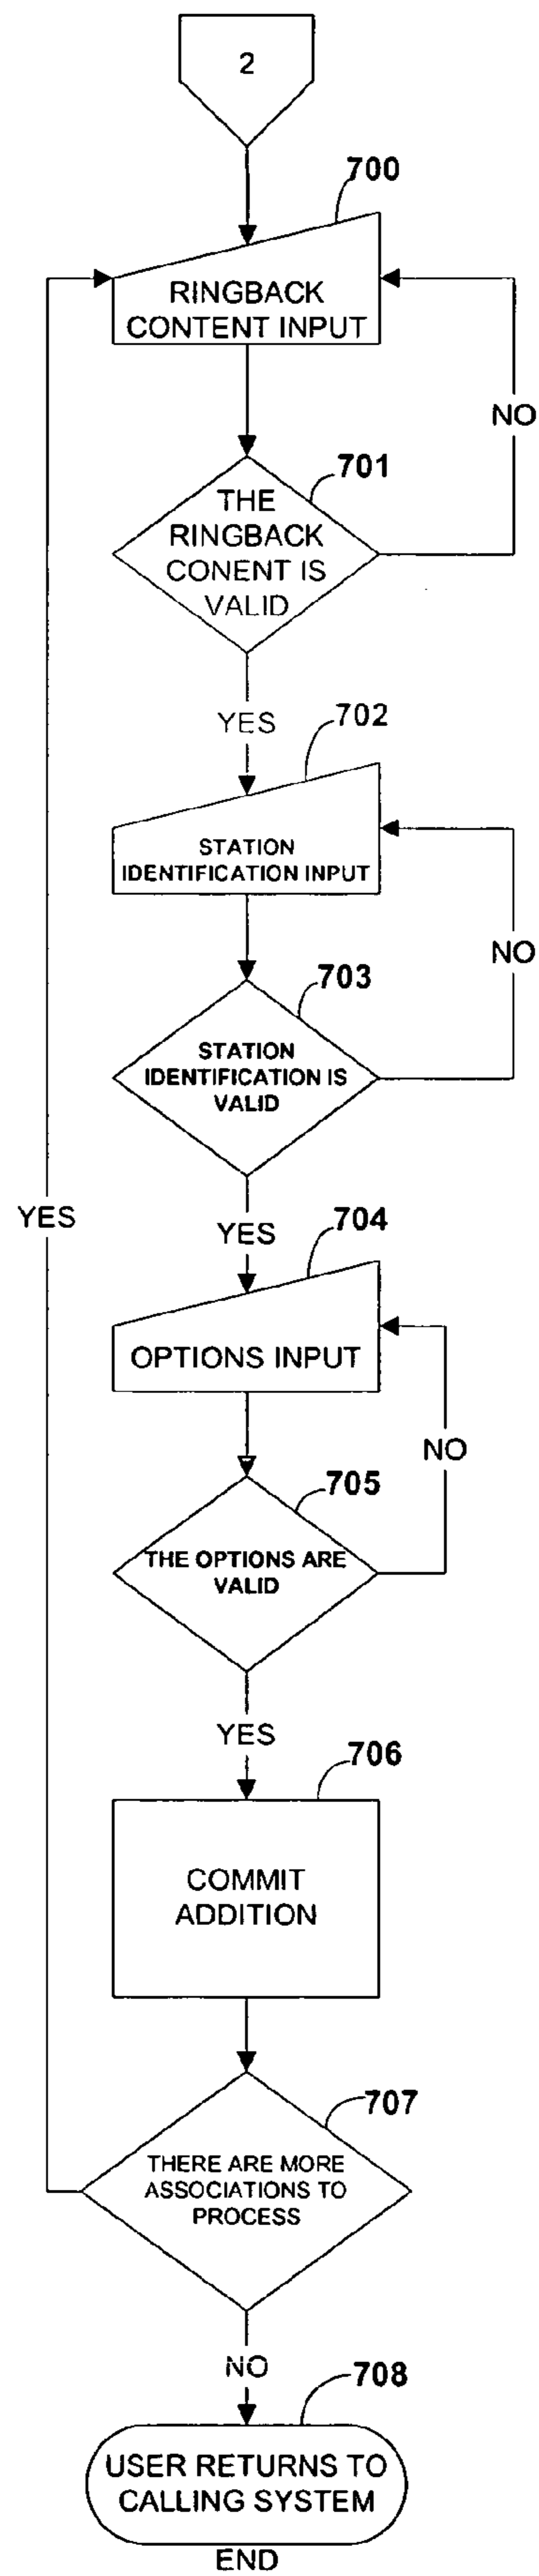 2
700
RINGBACK
CONTENT INPUT
NO
701
THE
RINGBACK
CONENT IS
VALID
YES
702
STATION
IDENTIFICATION INPUT
NO
703
STATION
IDENTIFICATION IS
VALID
YES
YES
704
OPTIONS INPUT
NO
705
THE OPTIONS ARE
VALID
YES
706
COMMIT
ADDITION
707
THERE ARE MORE
ASSOCIATIONS TO
PROCESS
NO
708
USER RETURNS TO
CALLING SYSTEM
END